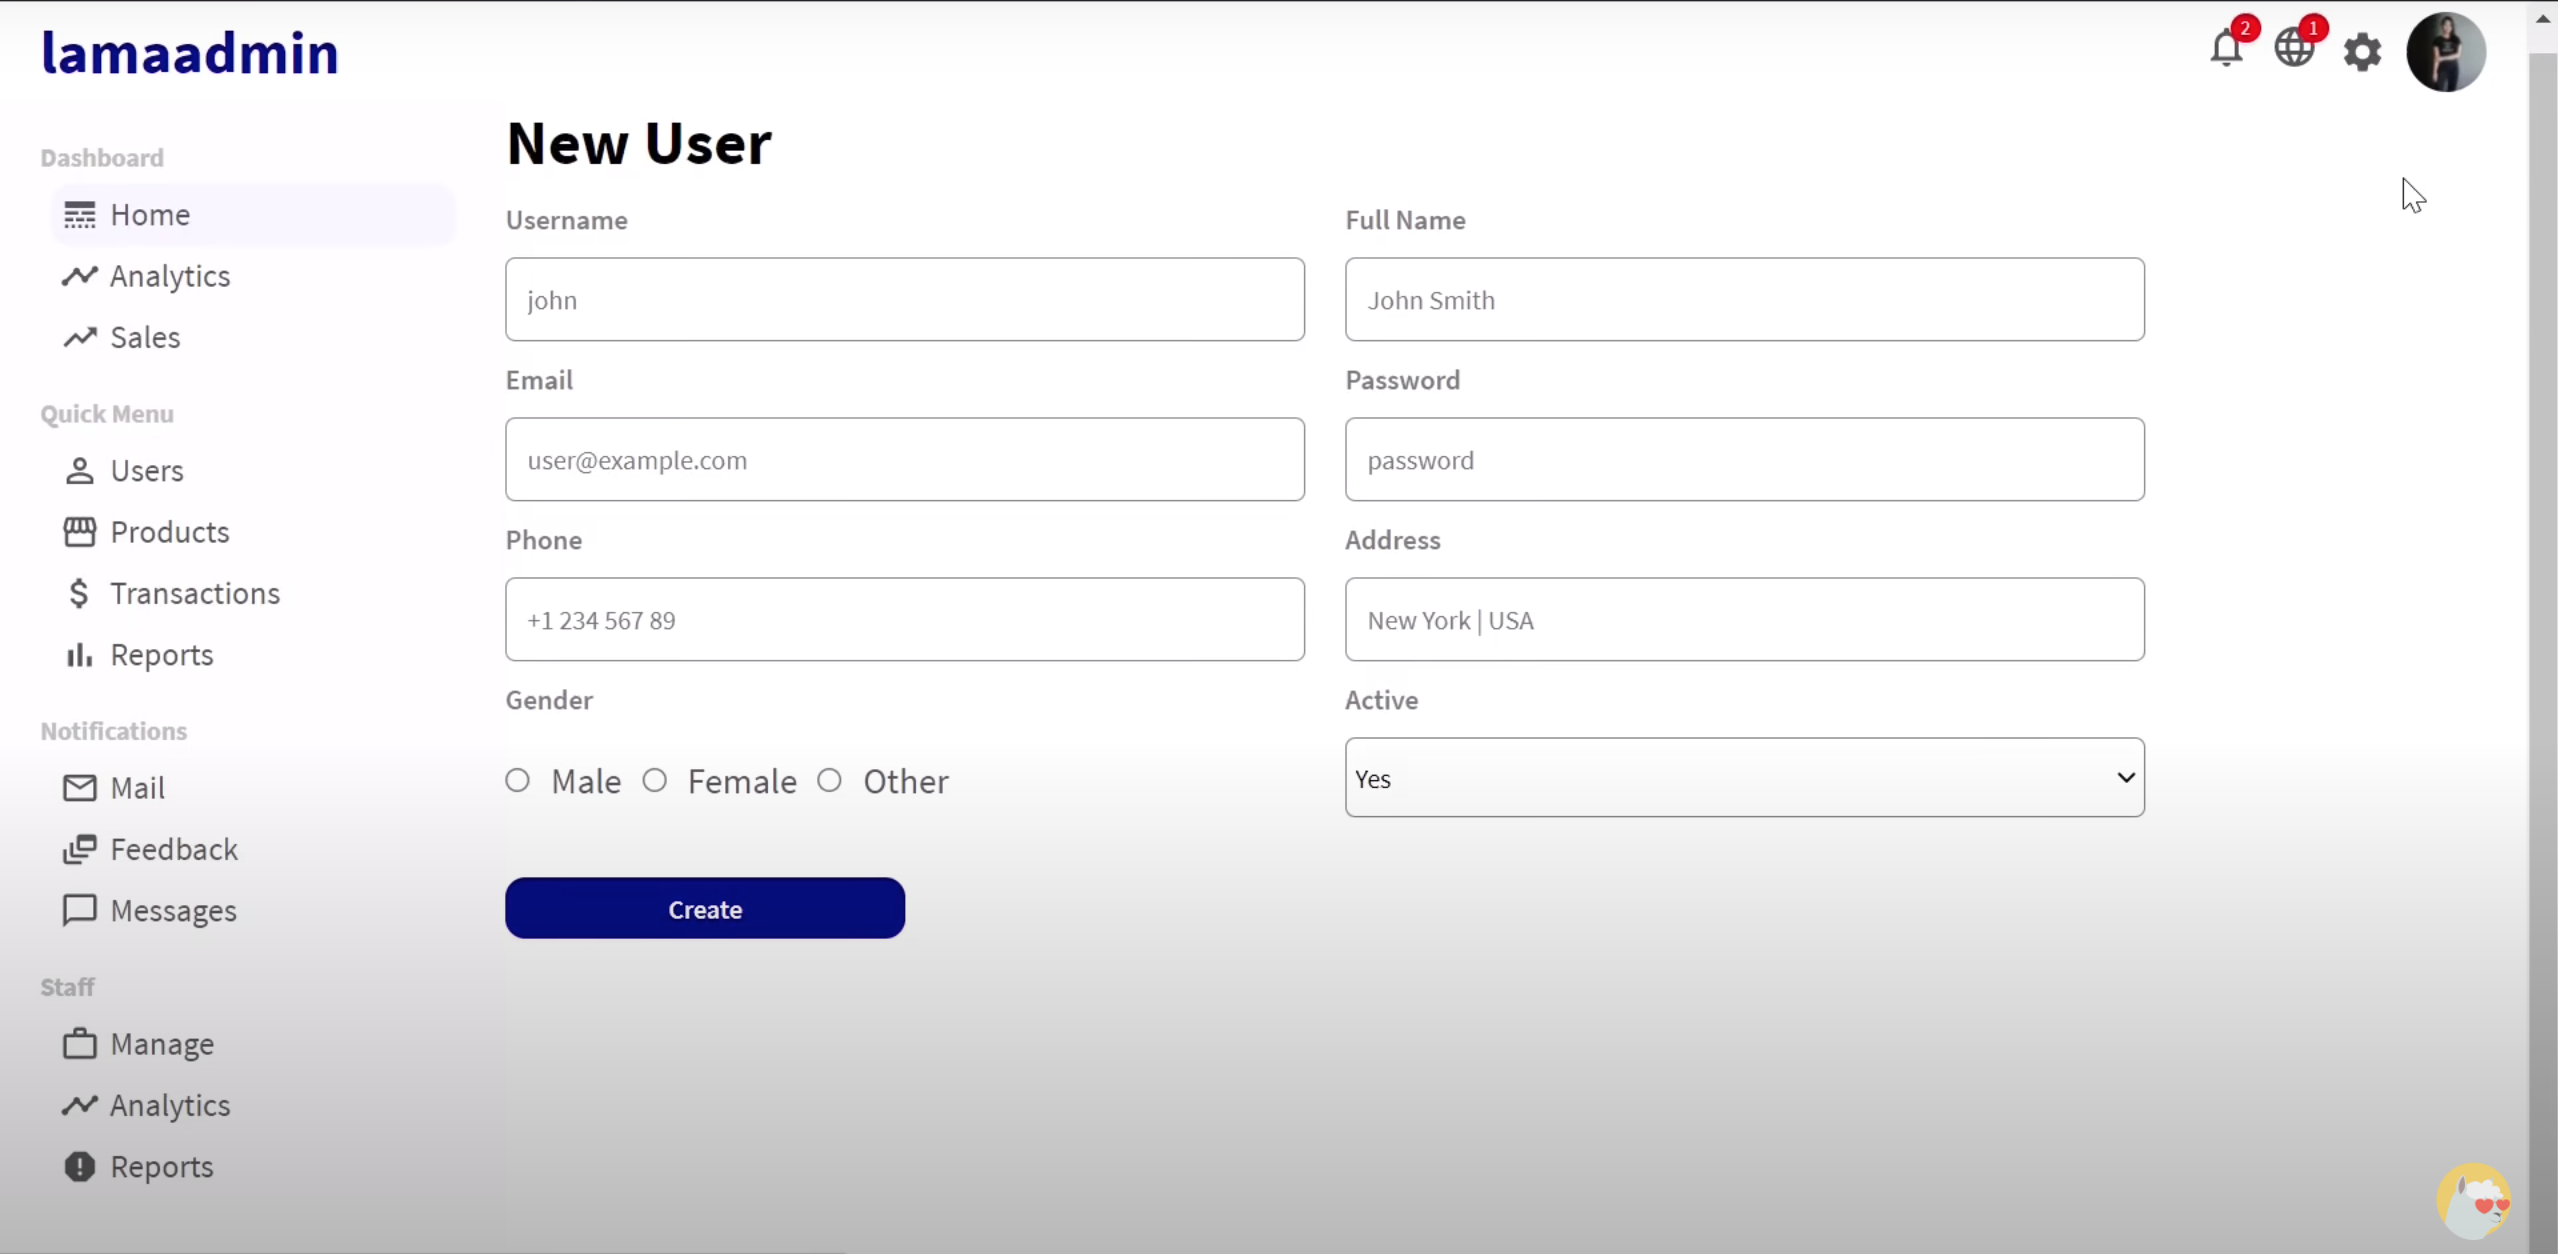 lamaadmin
2
1
Dashboard
Home
Analytics
Sales
Quick Menu
Users
Products
Transactions
Reports
Notifications
Mail
Feedback
Messages
Staff
Manage
Analytics
Reports
New User
Username
Full Name
john
John Smith
Email
Password
user@example.com
password
Phone
Address
+1 234 567 89
New York | USA
Gender
Active
Male
Female
Other
Yes
Create